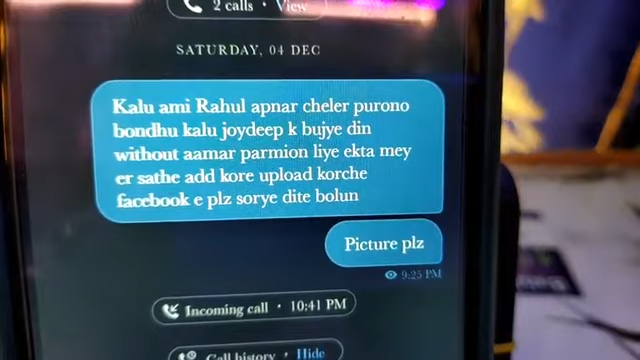 2 calls · View
SATURDAY, 04 DEC
Kalu ami Rahul apnar cheler purono
bondhu kalu joydeep k bujye din
without aamar parmion liye ekta mey
er sathe add kore upload korche
facebook e plz sorye dite bolun
Picture plz
9:25 PM
Incoming call · 10:41 PM
Call history · Hide